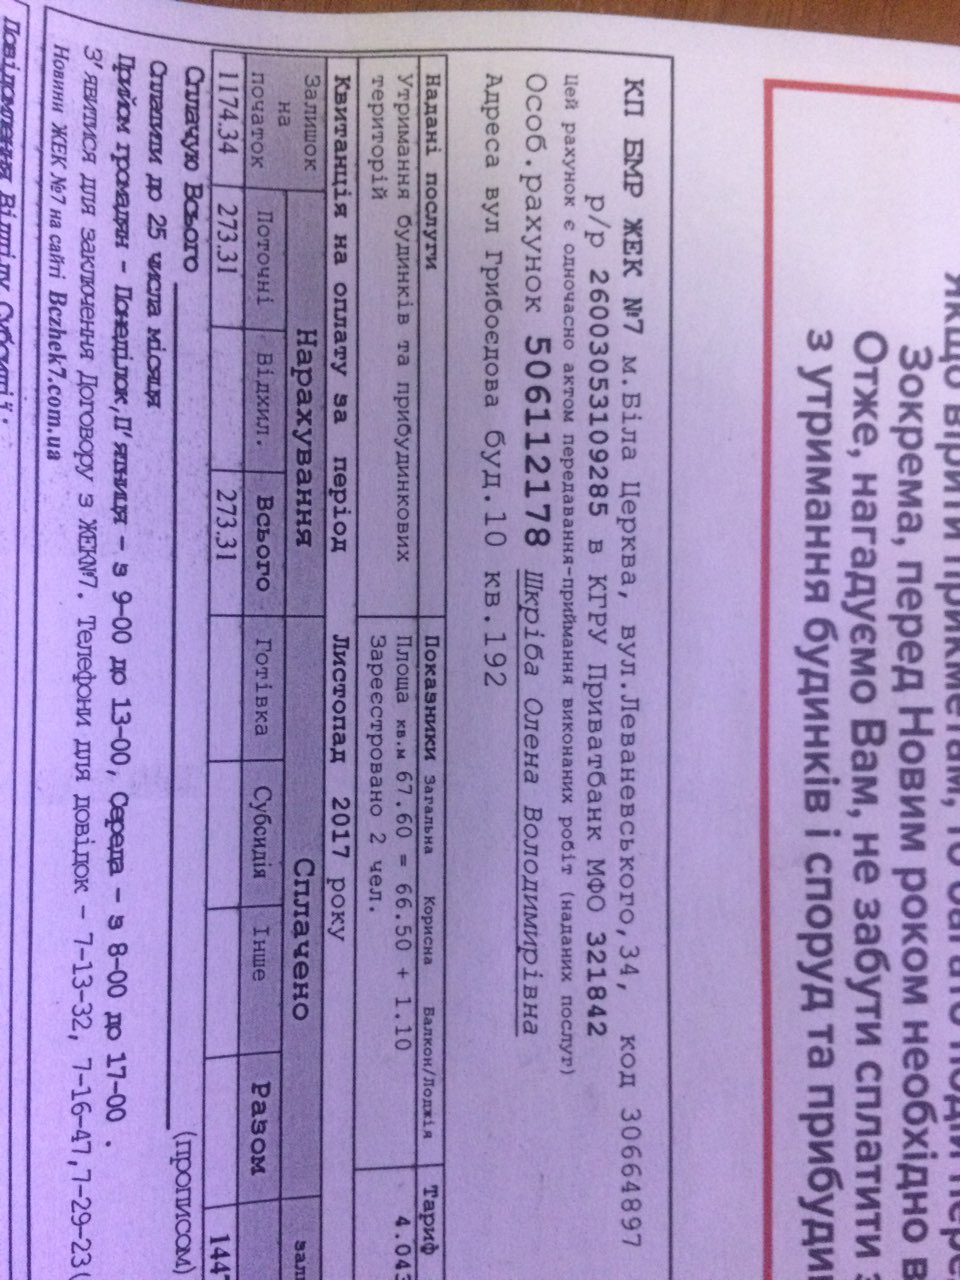 Якщо вірити прикметам, то багато подій
Зокрема, перед Новим роком необхідно в
Отже, нагадуємо Вам, не забути сплатити з
з утримання будинків і споруд та прибуди
КП БМР ЖЕК №7 м.Біла Церква, вул.Леваневського,34, код 30664897
р/р 26003053109285 в КГРУ Приватбанк МФО 321842
Цей рахунок є одночасно актом передавання-приймання виконаних робіт (наданих послуг)
Особ.рахунок 506112178 Шкріба Олена Володимирівна
Адреса вул Грибоєдова буд.10 кв.192
Надані послуги Показники Загальна Корисна Балкон/Лоджія Тариф
Утримання будинків та прибудинкових Площа кв.м 67.60 = 66.50 + 1.10 4.043
територій Зареєстровано 2 чел.
Квитанція на оплату за період Листопад 2017 року
Залишок на початок Нарахування Сплачено
Поточні Відхил. Всього Готівка Субсидія Інше Разом
1174.34 273.31 273.31 1447
Сплачую Всього (прописом)
Сплатити до 25 числа місяця
Прийом громадян - Понеділок,П'ятниця - з 9-00 до 13-00, Середа - з 8-00 до 17-00 .
З'явитися для заключення Договору з ЖЕК№7. Телефони для довідок - 7-13-32, 7-16-47,7-29-23(
Новини ЖЕК №7 на сайті Bczhek7.com.ua
Повідомлення Відділу Субсидії: